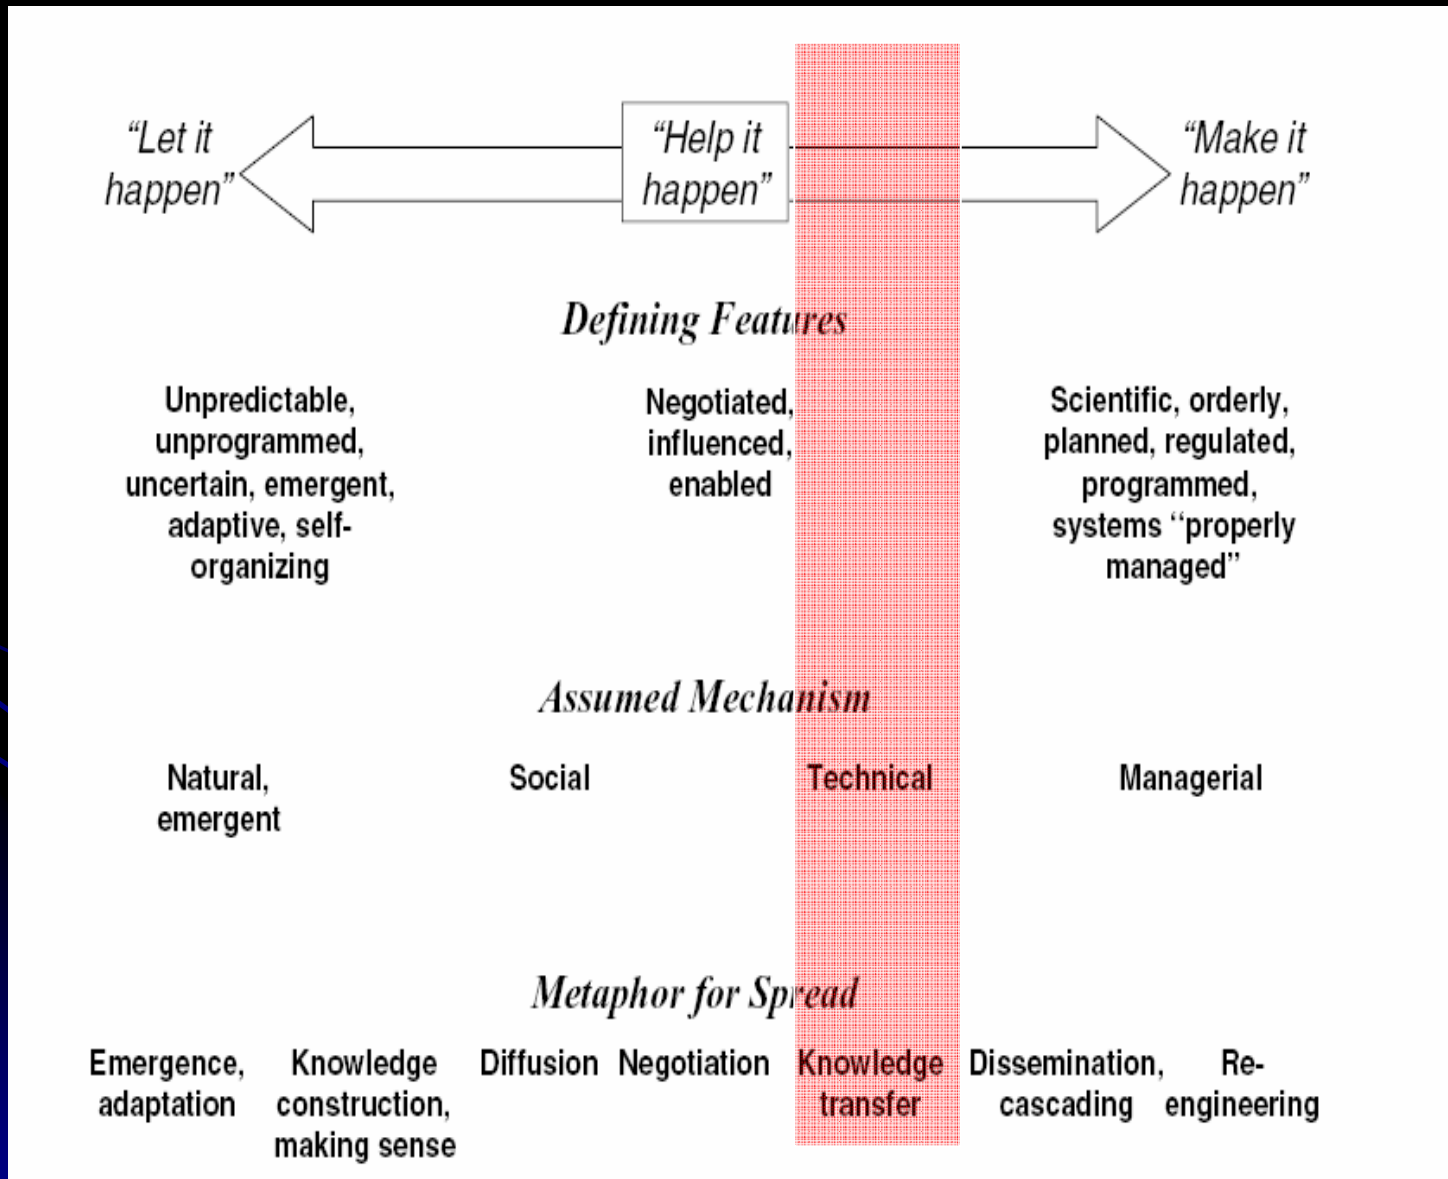 “Let it
happen”
“Help it
happen”
“Make it
happen”
Defining Features
Unpredictable,
unprogrammed,
uncertain, emergent,
adaptive, self-
organizing
Negotiated,
influenced,
enabled
Scientific, orderly,
planned, regulated,
programmed,
systems “properly
managed”
Assumed Mechanism
Natural,
emergent
Social
Technical
Managerial
Metaphor for Spread
Emergence,
adaptation
Knowledge
construction,
making sense
Diffusion
Negotiation
Knowledge
transfer
Dissemination,
cascading
Re-
engineering